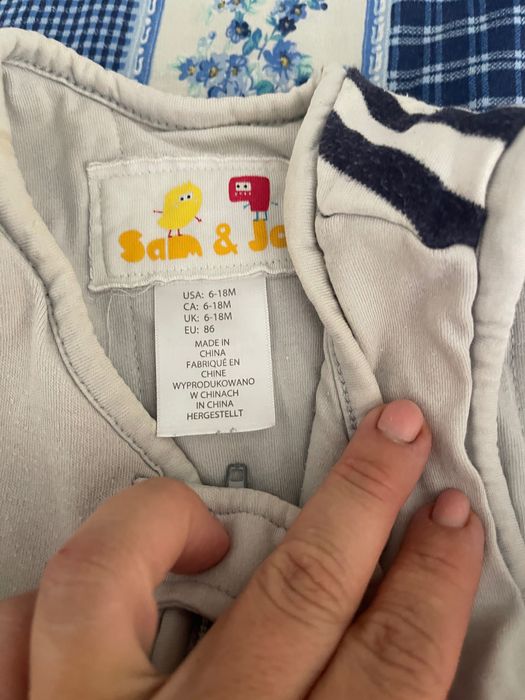 Sam & Jo
USA: 6-18M
CA: 6-18M
UK: 6-18M
EU: 86
MADE IN
CHINA
FABRIQUÉ EN
CHINE
WYPRODUKOWANO
W CHINACH
IN CHINA
HERGESTELLT